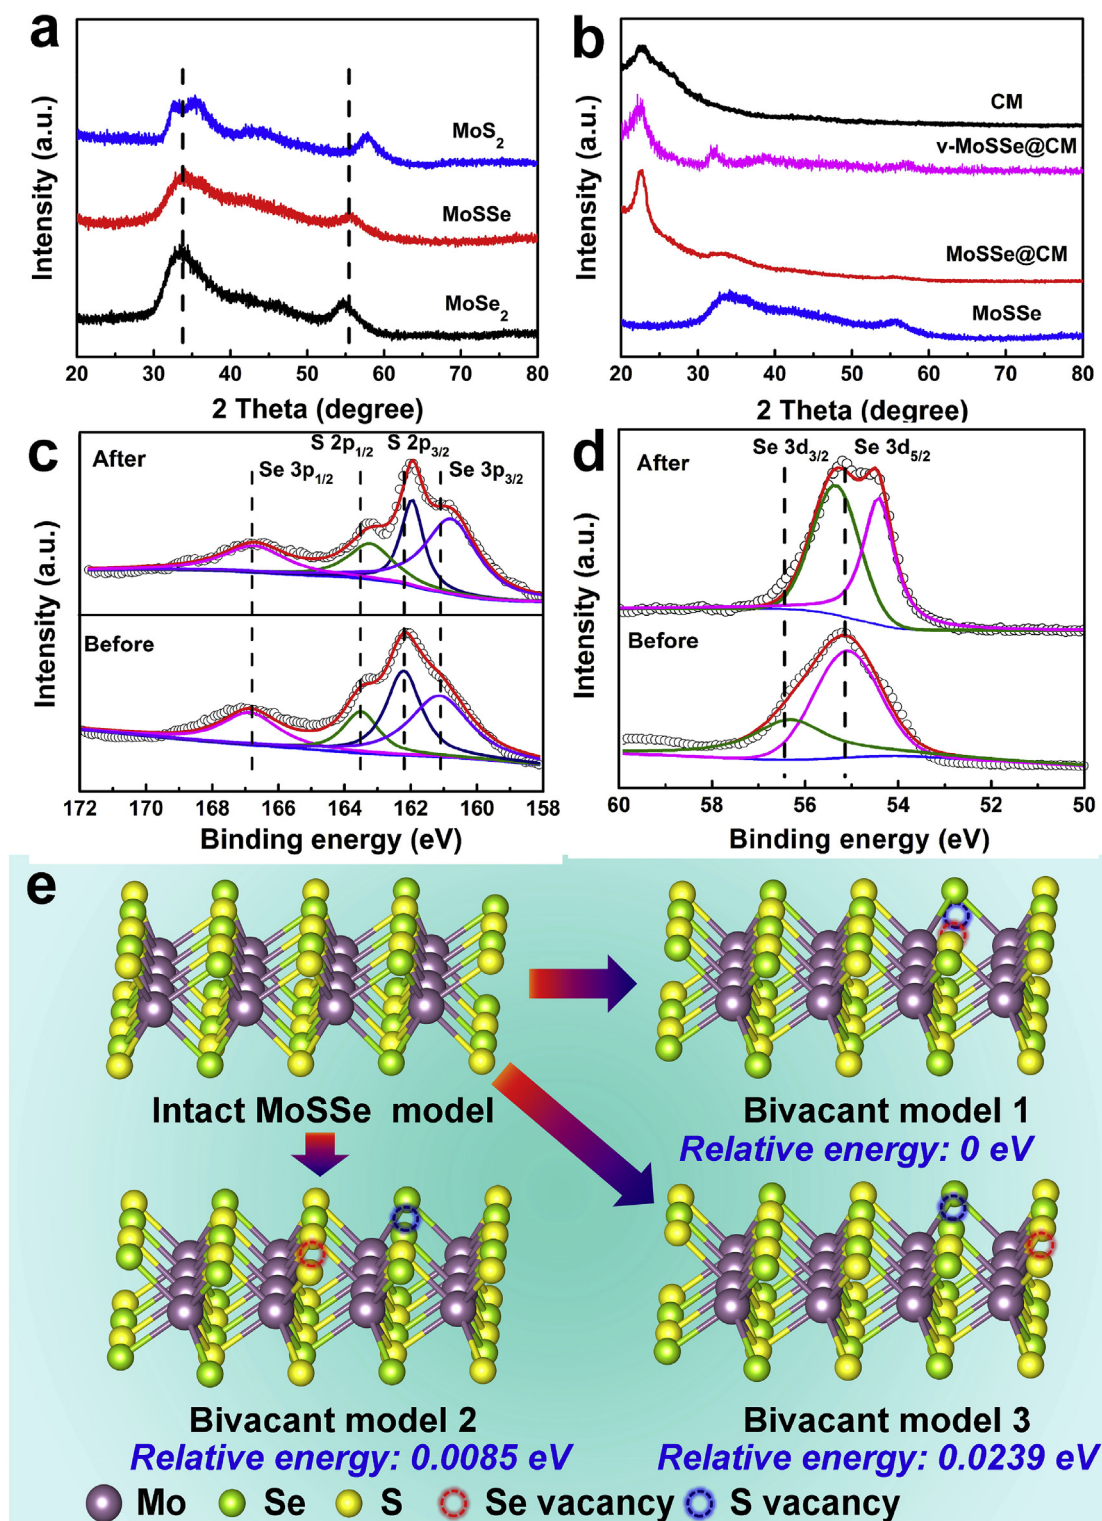 a
Intensity (a.u.)
MoS2
MoSSe
MoSe2
20 30 40 50 60 70 80
2 Theta (degree)
b
Intensity (a.u.)
CM
v-MoSSe@CM
MoSSe@CM
MoSSe
20 30 40 50 60 70 80
2 Theta (degree)
c
Intensity (a.u.)
After
Se 3p1/2
S 2p1/2
S 2p3/2
Se 3p3/2
Before
172 170 168 166 164 162 160 158
Binding energy (eV)
d
Intensity (a.u.)
After
Se 3d3/2
Se 3d5/2
Before
60 58 56 54 52 50
Binding energy (eV)
e
Intact MoSSe model
Bivacant model 1
Relative energy: 0 eV
Bivacant model 2
Relative energy: 0.0085 eV
Bivacant model 3
Relative energy: 0.0239 eV
Mo Se S Se vacancy S vacancy